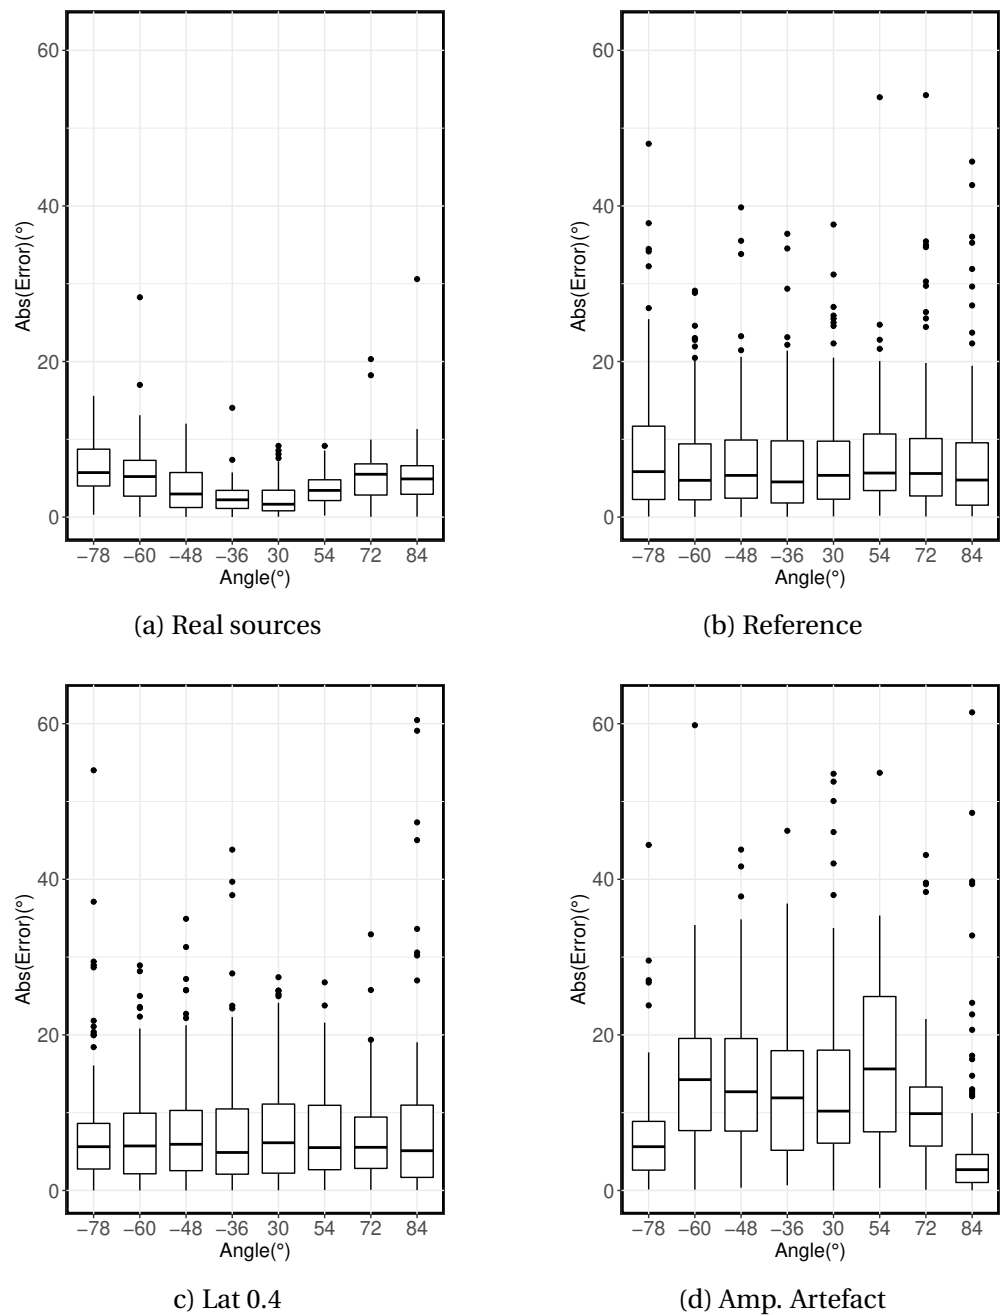 60
40
20
0
Abs(Error)(°)
−78 −60 −48 −36 30 54 72 84
Angle(°)
(a) Real sources
60
40
20
0
Abs(Error)(°)
−78 −60 −48 −36 30 54 72 84
Angle(°)
(b) Reference
60
40
20
0
Abs(Error)(°)
−78 −60 −48 −36 30 54 72 84
Angle(°)
c) Lat 0.4
60
40
20
0
Abs(Error)(°)
−78 −60 −48 −36 30 54 72 84
Angle(°)
(d) Amp. Artefact